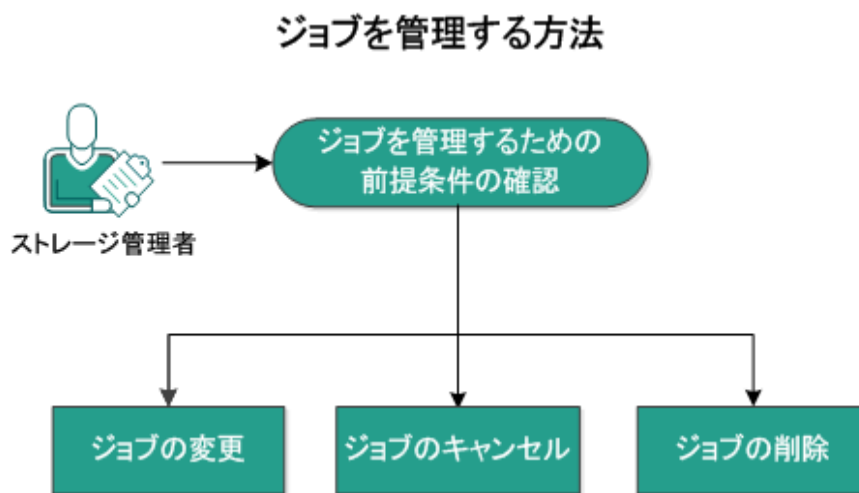 ジョブを管理する方法
ジョブを管理するための
前提条件の確認
ストレージ管理者
ジョブの変更
ジョブのキャンセル
ジョブの削除